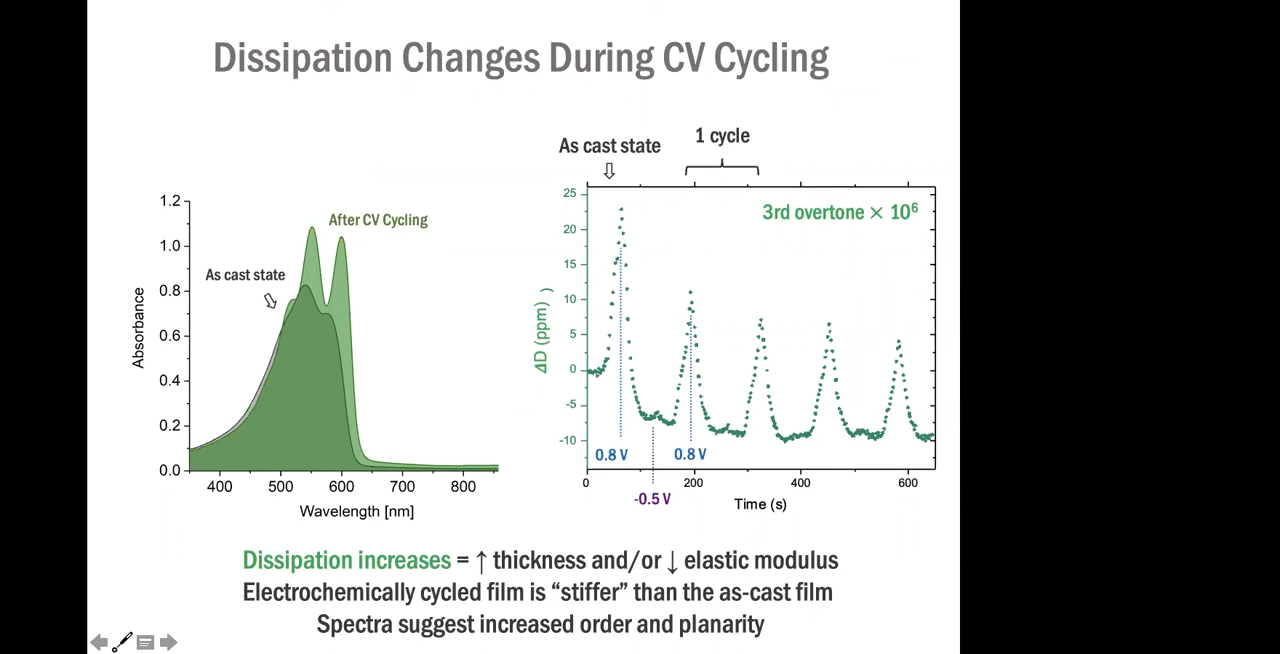 Dissipation Changes During CV Cycling
As cast state
1 cycle
After CV Cycling
As cast state
Absorbance
1.2
1.0
0.8
0.6
0.4
0.2
0.0
400
500
600
700
800
Wavelength [nm]
3rd overtone × 10⁶
ΔD (ppm) )
25
20
15
10
5
0
-5
-10
0.8 V
0.8 V
0
200
400
600
-0.5 V
Time (s)
Dissipation increases = ↑ thickness and/or ↓ elastic modulus
Electrochemically cycled film is “stiffer” than the as-cast film
Spectra suggest increased order and planarity